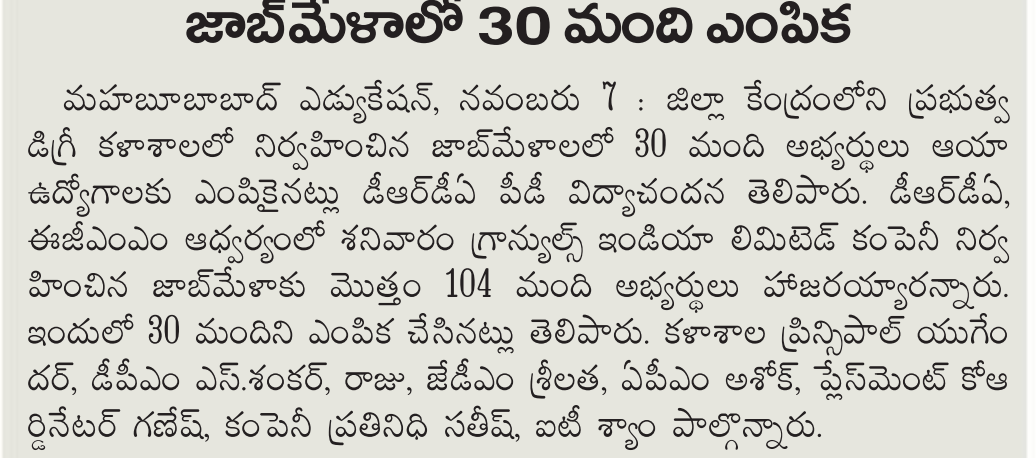 జాబ్‌మేళాలో 30 మంది ఎంపిక
మహబూబాబాద్ ఎడ్యుకేషన్, నవంబరు 7 : జిల్లా కేంద్రంలోని ప్రభుత్వ
డిగ్రీ కళాశాలలో నిర్వహించిన జాబ్‌మేళాలలో 30 మంది అభ్యర్థులు ఆయా
ఉద్యోగాలకు ఎంపికైనట్లు డీఆర్‌డీఏ పీడీ విద్యాచందన తెలిపారు. డీఆర్‌డీఏ,
ఈజీఎంఎం ఆధ్వర్యంలో శనివారం గ్రాన్యుల్స్ ఇండియా లిమిటెడ్ కంపెనీ నిర్వ
హించిన జాబ్‌మేళాకు మొత్తం 104 మంది అభ్యర్థులు హాజరయ్యారన్నారు.
ఇందులో 30 మందిని ఎంపిక చేసినట్లు తెలిపారు. కళాశాల ప్రిన్సిపాల్ యుగేం
దర్, డీపీఎం ఎస్.శంకర్, రాజు, జేడీఎం శ్రీలత, ఏపీఎం అశోక్, ప్లేస్‌మెంట్ కోఆ
ర్డినేటర్ గణేష్, కంపెనీ ప్రతినిధి సతీష్, ఐటీ శ్యాం పాల్గొన్నారు.